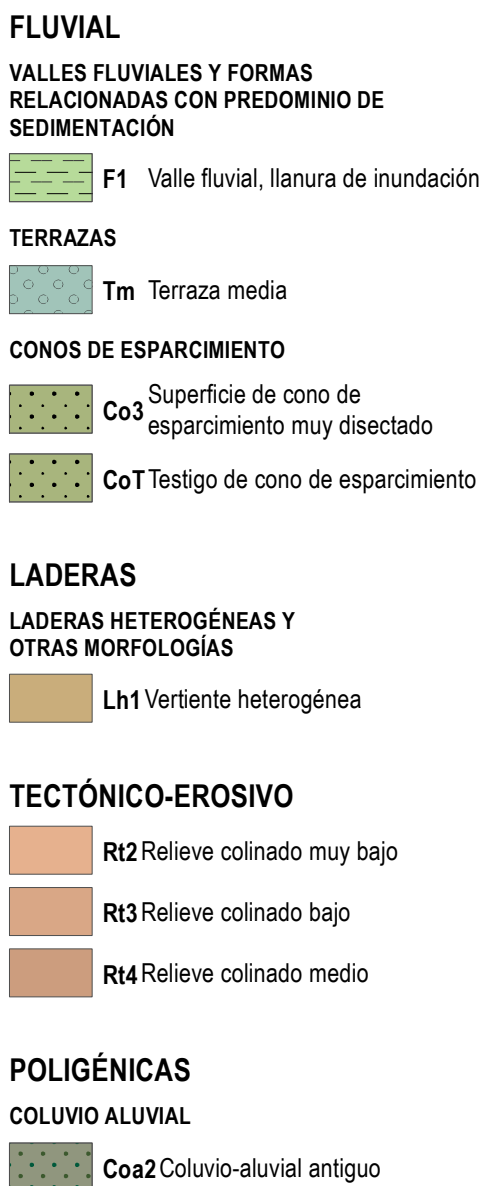 FLUVIAL
VALLES FLUVIALES Y FORMAS
RELACIONADAS CON PREDOMINIO DE
SEDIMENTACIÓN
F1 Valle fluvial, llanura de inundación
TERRAZAS
Tm Terraza media
CONOS DE ESPARCIMIENTO
Co3 Superficie de cono de
esparcimiento muy disectado
CoT Testigo de cono de esparcimiento
LADERAS
LADERAS HETEROGÉNEAS Y
OTRAS MORFOLOGÍAS
Lh1 Vertiente heterogénea
TECTÓNICO-EROSIVO
Rt2 Relieve colinado muy bajo
Rt3 Relieve colinado bajo
Rt4 Relieve colinado medio
POLIGÉNICAS
COLUVIO ALUVIAL
Coa2 Coluvio-aluvial antiguo